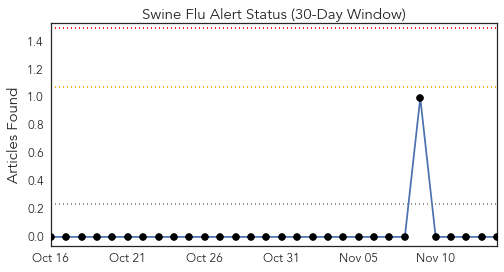 Swine Flu Alert Status (30-Day Window)
Articles Found
1.4
1.2
1.0
0.8
0.6
0.4
0.2
0.0
Oct 16 Oct 21 Oct 26 Oct 31 Nov 05 Nov 10